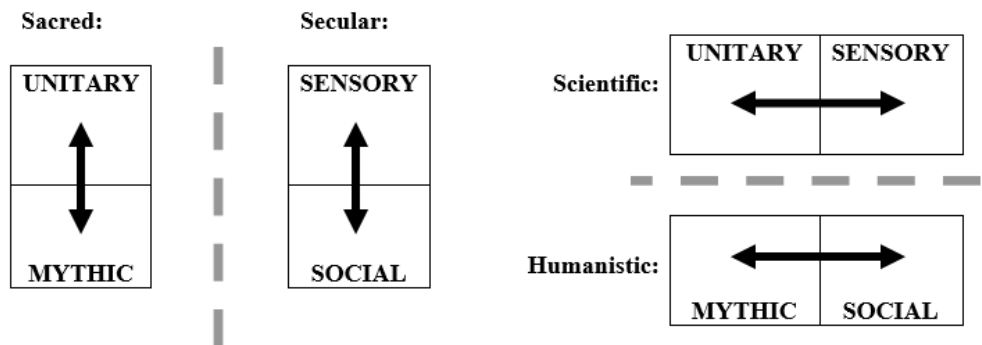 Sacred:
UNITARY
MYTHIC
Secular:
SENSORY
SOCIAL
Scientific:
UNITARY SENSORY
Humanistic:
MYTHIC SOCIAL